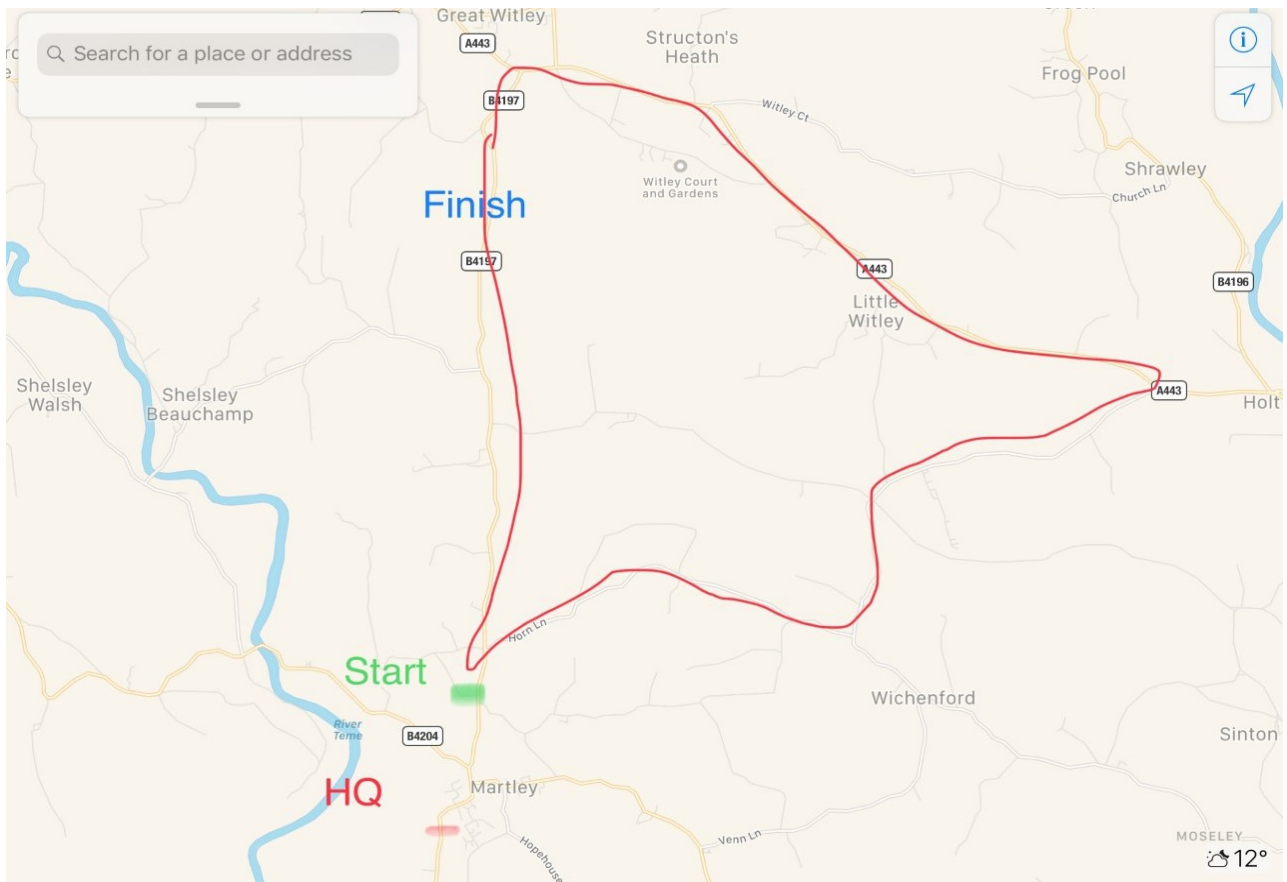 Great Witley
A443
Search for a place or address
Structon's
Heath
Frog Pool
B4197
Witley Ct
Witley Court
and Gardens
Shrawley
Church Ln
Finish
B4197
A443
B4196
Little
Witley
Shelsley
Walsh
Shelsley
Beauchamp
A443
Holt
Horn Ln
Start
Wichenford
River
Teme
B4204
Sinton
HQ
Martley
Venn Ln
Hopehouse
MOSELEY
12°